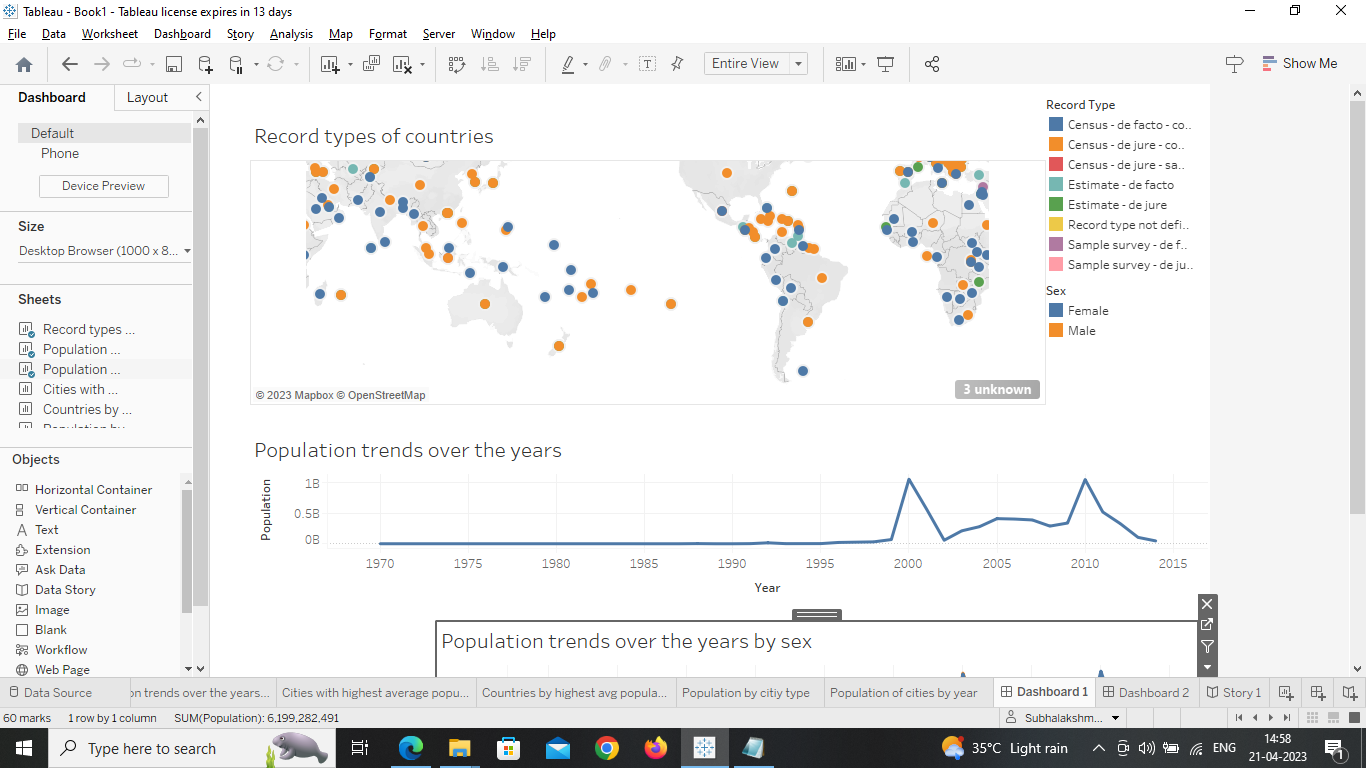 Tableau - Book1 - Tableau license expires in 13 days
File Data Worksheet Dashboard Story Analysis Map Format Server Window Help
Entire View
Show Me
Dashboard Layout
Default
Phone
Device Preview
Size
Desktop Browser (1000 x 8...
Sheets
Record types ...
Population ...
Population ...
Cities with ...
Countries by ...
Objects
Horizontal Container
Vertical Container
Text
Extension
Ask Data
Data Story
Image
Blank
Workflow
Web Page
Record types of countries
© 2023 Mapbox © OpenStreetMap
3 unknown
Record Type
Census - de facto - co..
Census - de jure - co..
Census - de jure - sa..
Estimate - de facto
Estimate - de jure
Record type not defi..
Sample survey - de f..
Sample survey - de ju..
Sex
Female
Male
Population trends over the years
Population
1B
0.5B
0B
1970 1975 1980 1985 1990 1995 2000 2005 2010 2015
Year
Population trends over the years by sex
Data Source on trends over the years... Cities with highest average popu... Countries by highest avg popula... Population by citiy type Population of cities by year Dashboard 1 Dashboard 2 Story 1
60 marks 1 row by 1 column SUM(Population): 6,199,282,491 Subhalakshm...
Type here to search 35°C Light rain ENG 14:58
21-04-2023 1